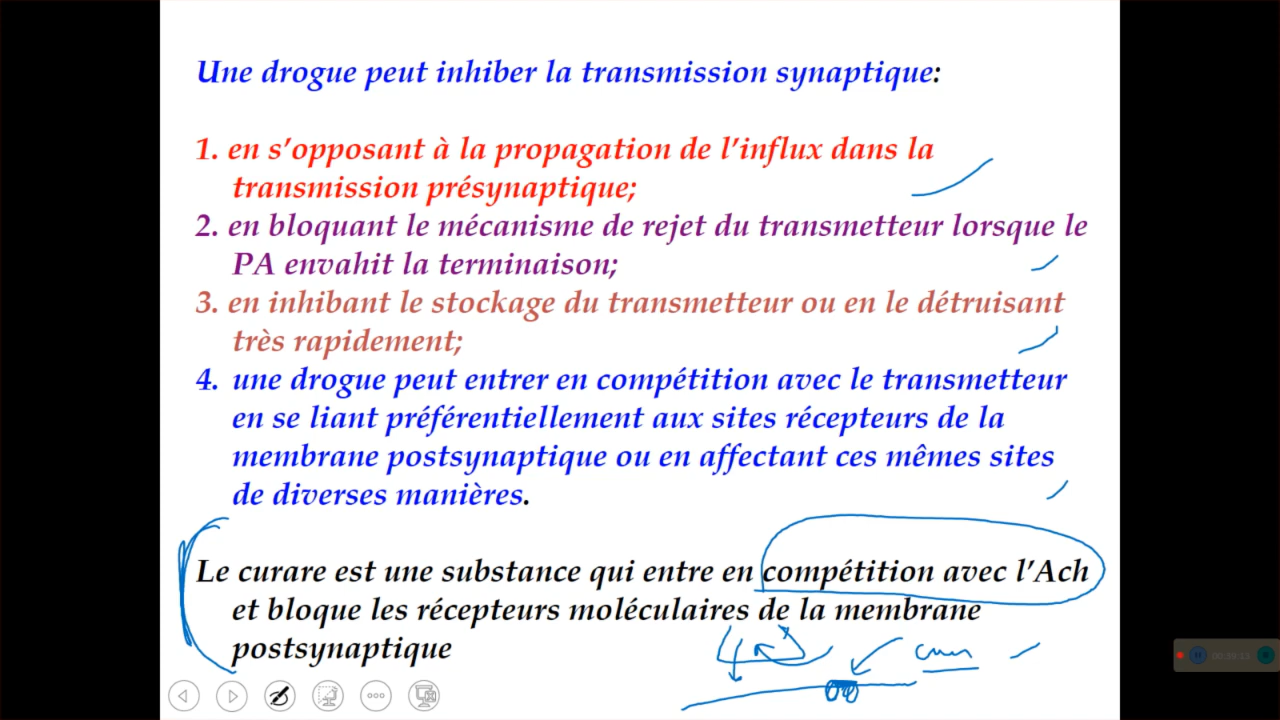 Une drogue peut inhiber la transmission synaptique:
1. en s'opposant à la propagation de l'influx dans la
transmission présynaptique;
2. en bloquant le mécanisme de rejet du transmetteur lorsque le
PA envahit la terminaison;
3. en inhibant le stockage du transmetteur ou en le détruisant
très rapidement;
4. une drogue peut entrer en compétition avec le transmetteur
en se liant préférentiellement aux sites récepteurs de la
membrane postsynaptique ou en affectant ces mêmes sites
de diverses manières.
Le curare est une substance qui entre en compétition avec l'Ach
et bloque les récepteurs moléculaires de la membrane
postsynaptique